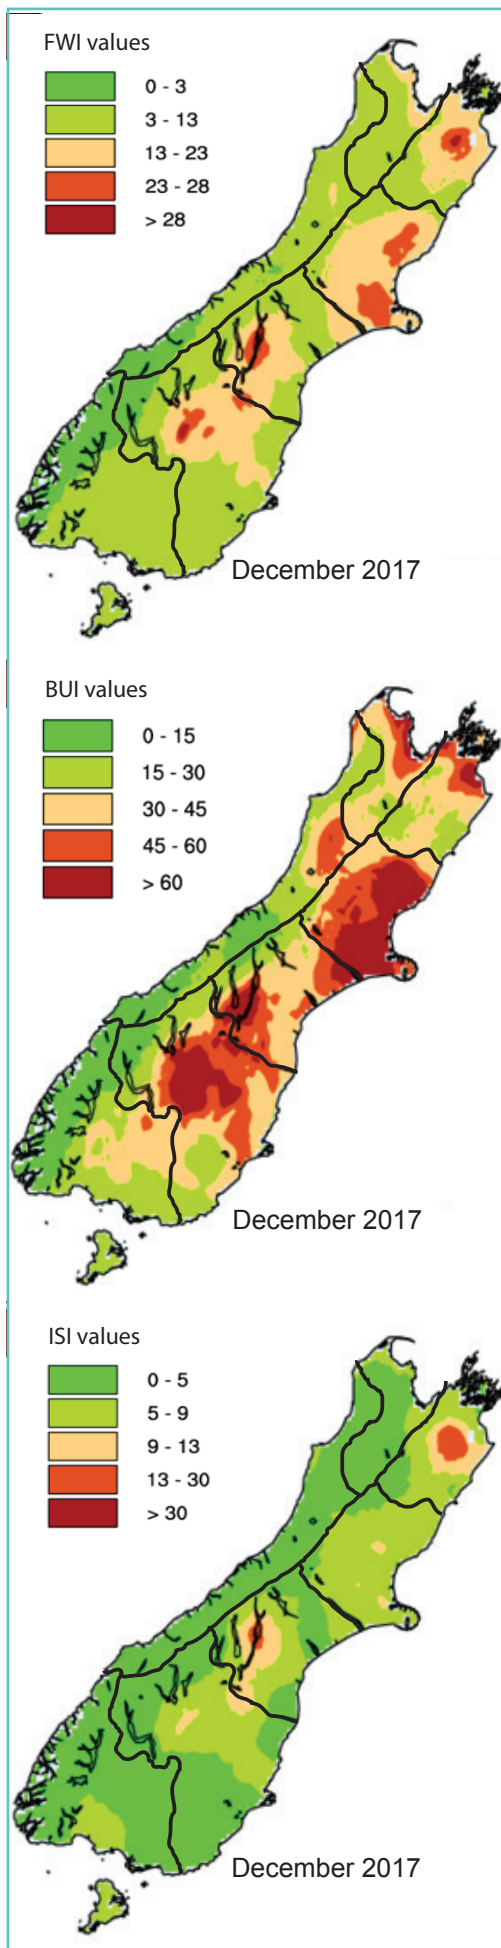 FWI values
0 - 3
3 - 13
13 - 23
23 - 28
> 28
December 2017
BUI values
0 - 15
15 - 30
30 - 45
45 - 60
> 60
December 2017
ISI values
0 - 5
5 - 9
9 - 13
13 - 30
> 30
December 2017